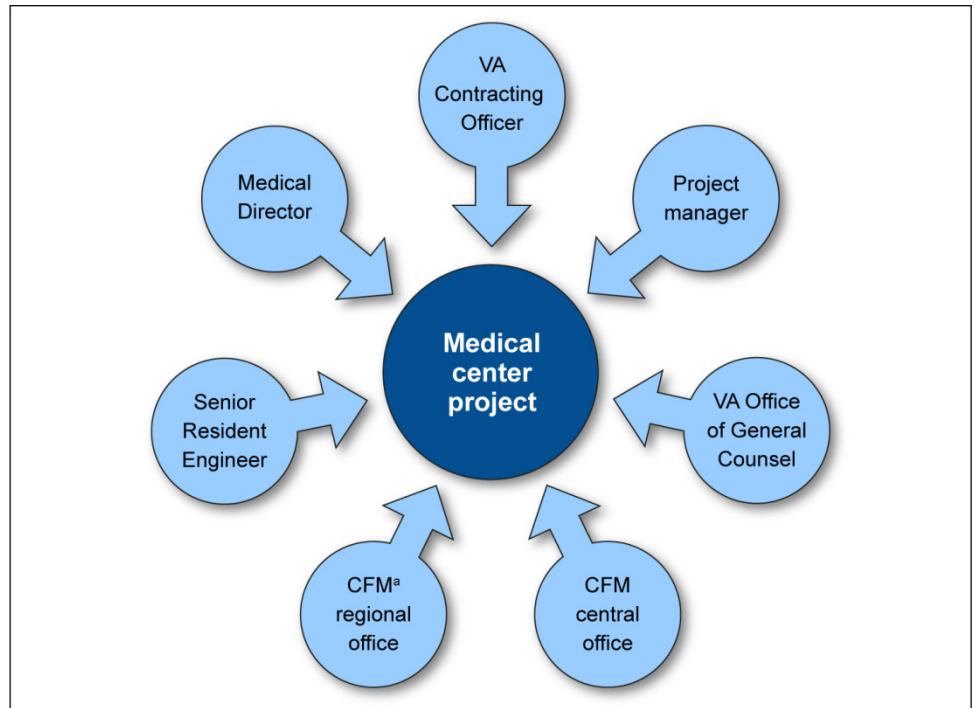 VA
Contracting
Officer
Medical
Director
Project
manager
Medical
center
project
Senior
Resident
Engineer
VA Office
of General
Counsel
CFMᵃ
regional
office
CFM
central
office